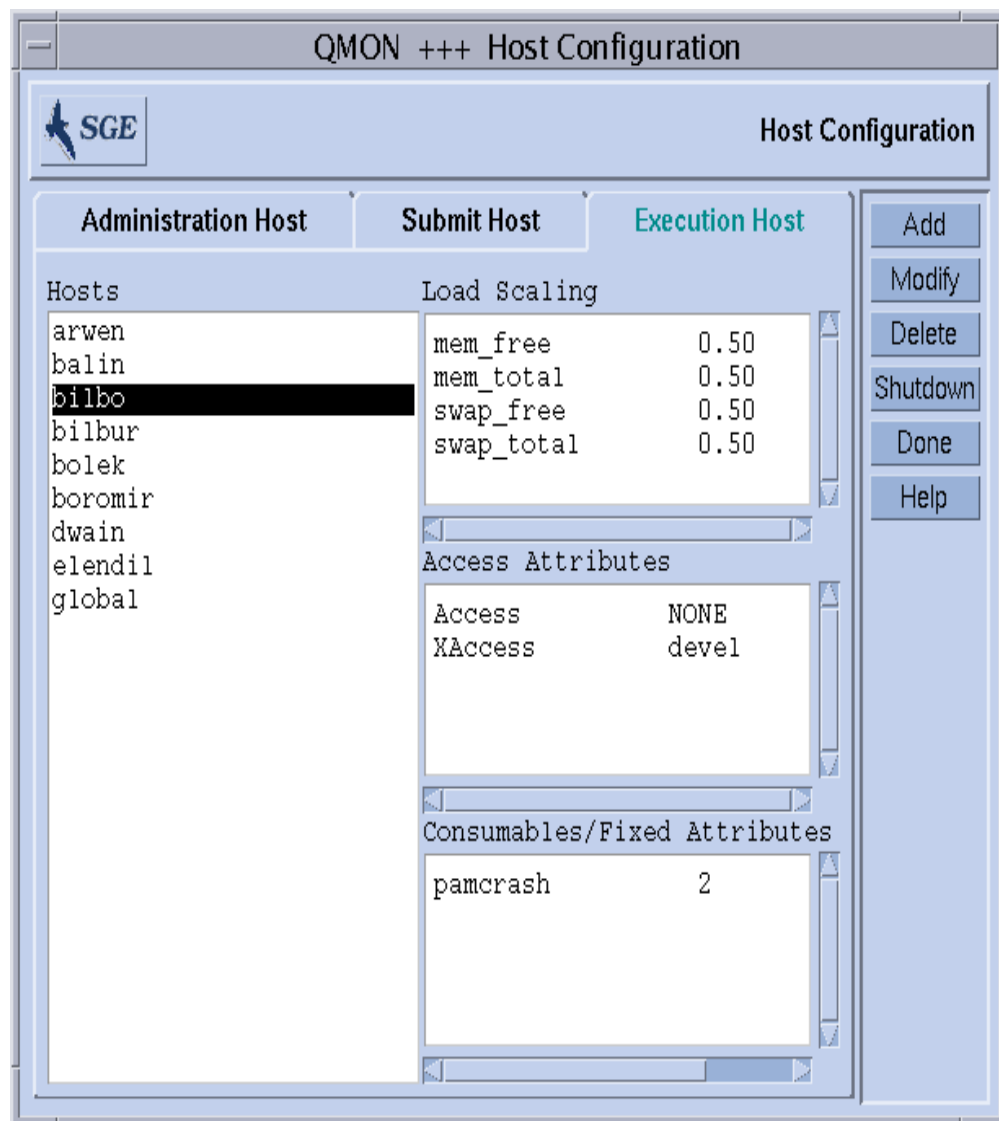 QMON +++ Host Configuration
SGE
Host Configuration
Administration Host
Submit Host
Execution Host
Hosts
arwen
balin
bilbo
bilbur
bolek
boromir
dwain
elendil
global
Load Scaling
mem_free 0.50
mem_total 0.50
swap_free 0.50
swap_total 0.50
Access Attributes
Access NONE
XAccess devel
Consumables/Fixed Attributes
pamcrash 2
Add
Modify
Delete
Shutdown
Done
Help